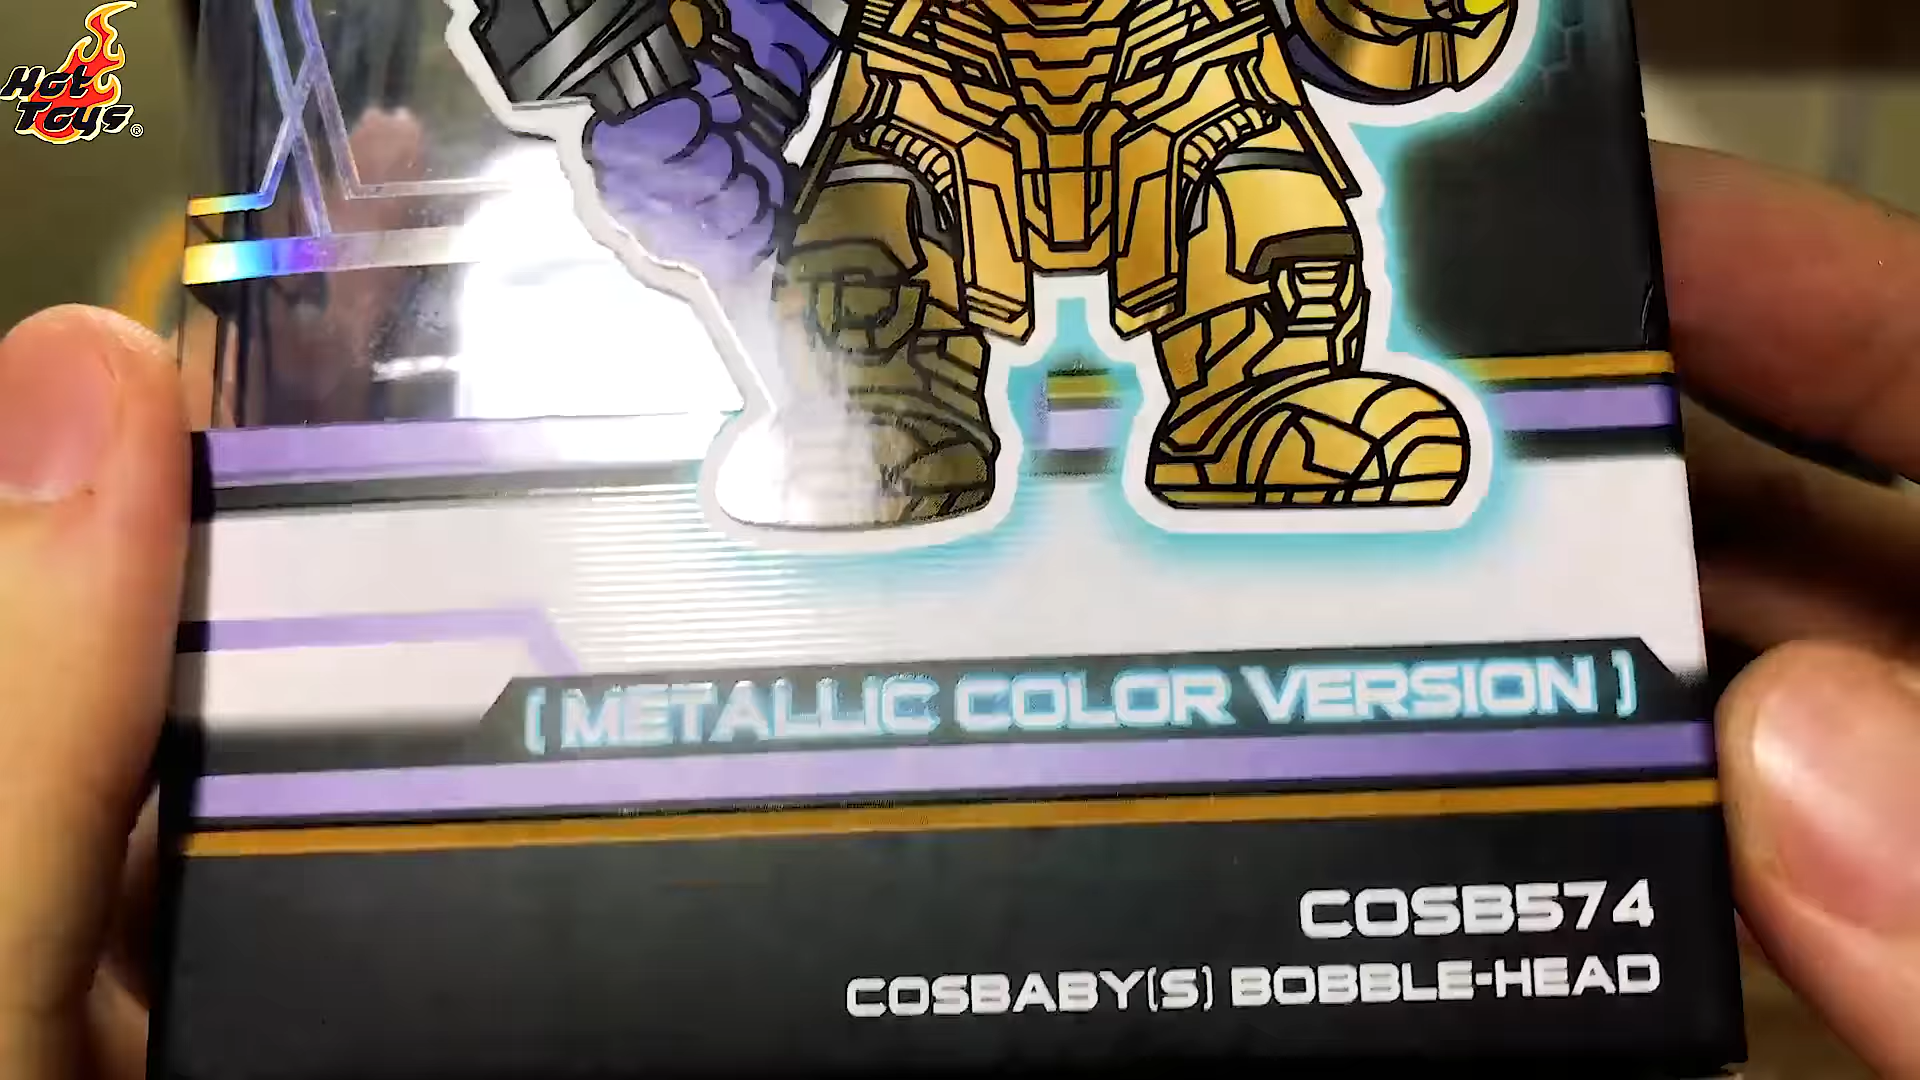 Hot
Toys®
[ METALLIC COLOR VERSION ]
COSB574
COSBABY(S) BOBBLE-HEAD